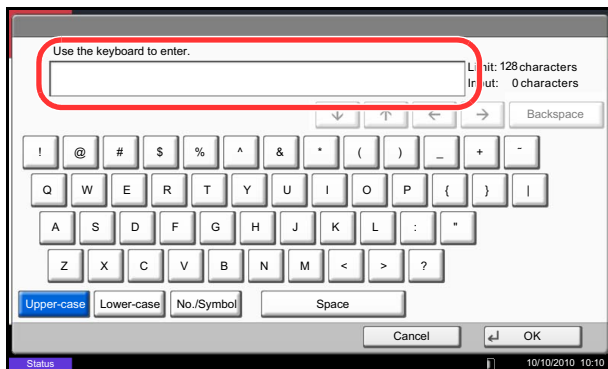 Use the keyboard to enter.
Limit: 128 characters
Input: 0 characters
↓ ↑ ← → Backspace
! @ # $ % ^ & * ( ) _ + ~
Q W E R T Y U I O P { } |
A S D F G H J K L : "
Z X C V B N M < > ?
Upper-case Lower-case No./Symbol Space
Cancel ↵ OK
Status 10/10/2010 10:10